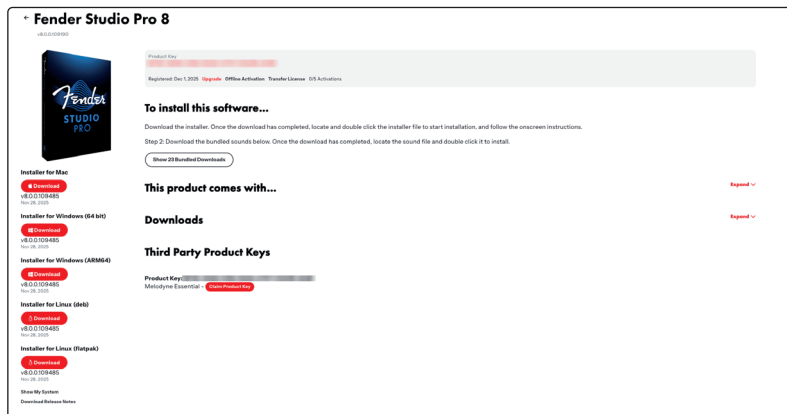 ← Fender Studio Pro 8
v8.0.0.109190
Fender
STUDIO
PRO
Product Key
Registered: Dec 1, 2025 Upgrade Offline Activation Transfer License 0/5 Activations
To install this software...
Download the installer. Once the download has completed, locate and double click the installer file to start installation, and follow the onscreen instructions.
Step 2: Download the bundled sounds below. Once the download has completed, locate the sound file and double click it to install.
Show 23 Bundled Downloads
This product comes with...
Expand
Downloads
Expand
Third Party Product Keys
Product Key:
Melodyne Essential - Claim Product Key
Installer for Mac
Download
v8.0.0.109485
Nov 28, 2025
Installer for Windows (64 bit)
Download
v8.0.0.109485
Nov 28, 2025
Installer for Windows (ARM64)
Download
v8.0.0.109485
Nov 28, 2025
Installer for Linux (deb)
Download
v8.0.0.109485
Nov 28, 2025
Installer for Linux (flatpak)
Download
v8.0.0.109485
Nov 28, 2025
Show My System
Download Release Notes